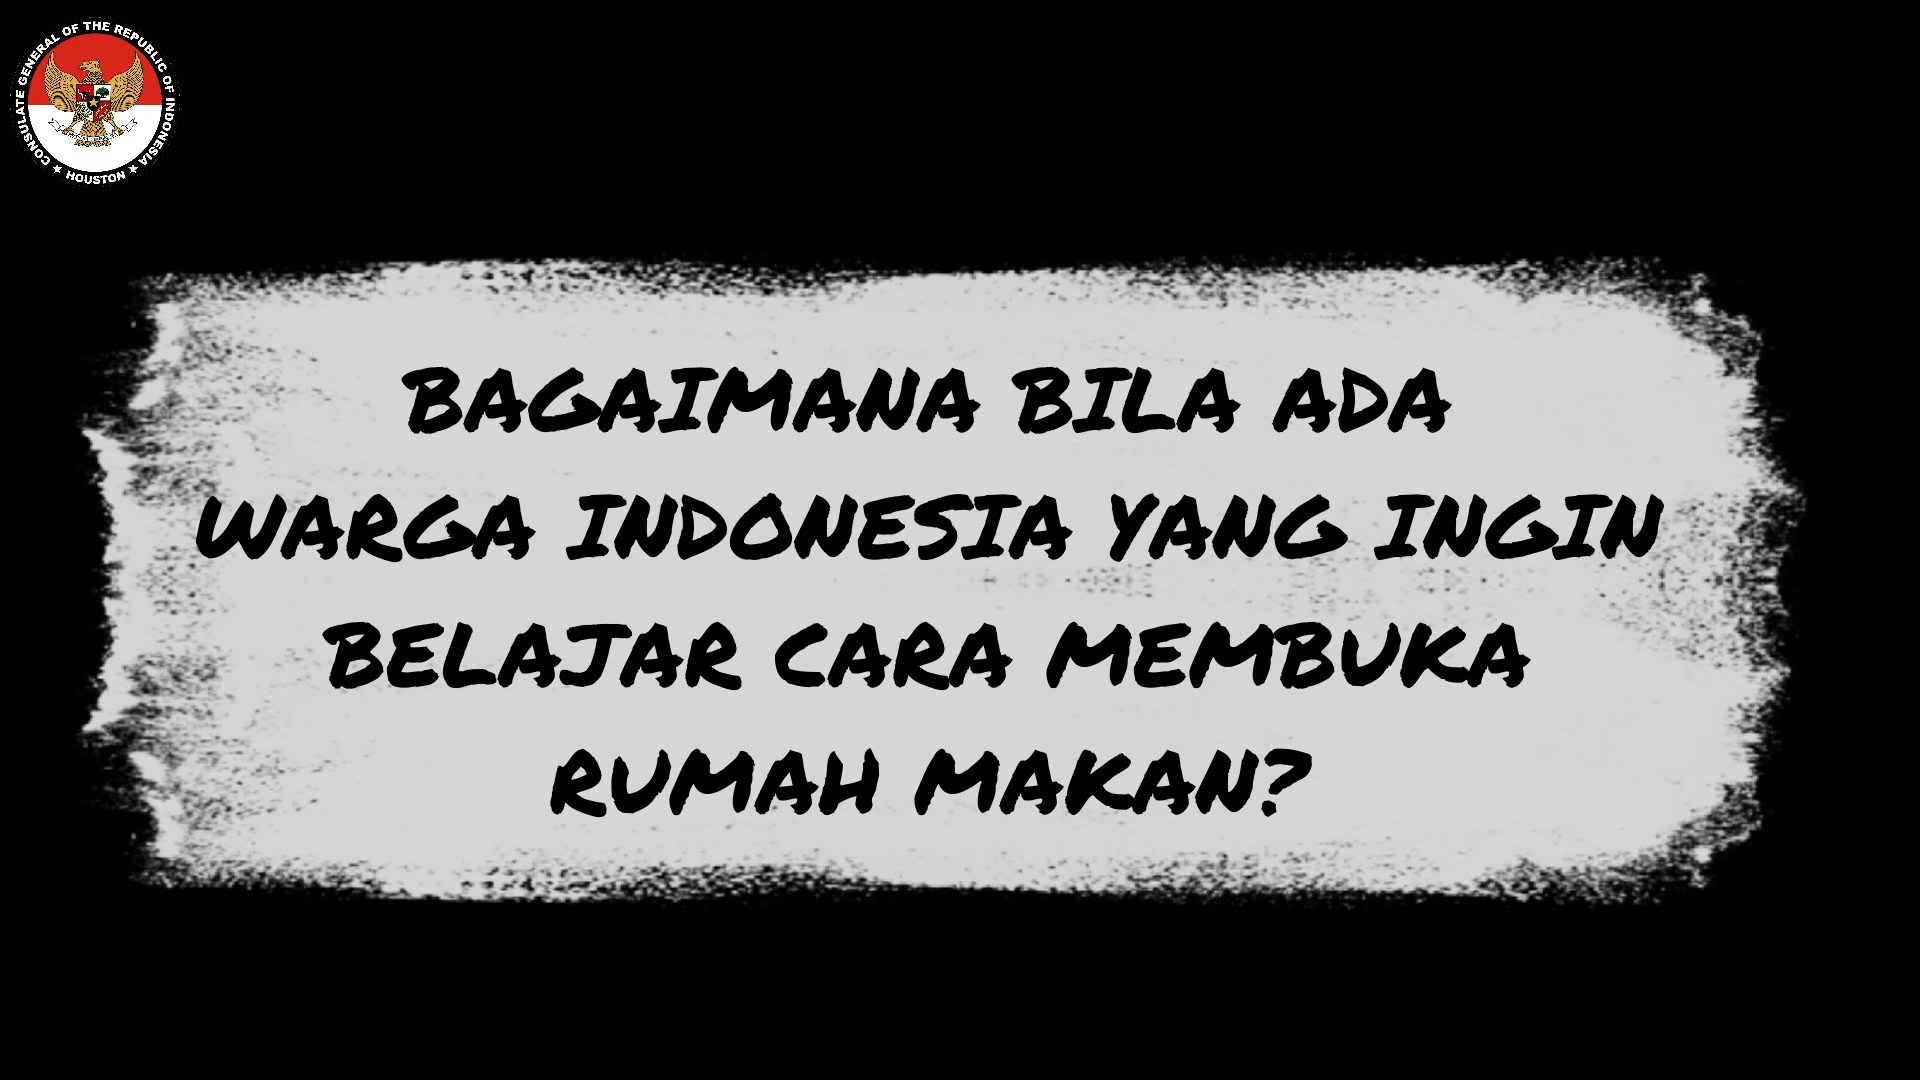 CONSULATE GENERAL OF THE REPUBLIC OF INDONESIA
★ HOUSTON ★
BAGAIMANA BILA ADA
WARGA INDONESIA YANG INGIN
BELAJAR CARA MEMBUKA
RUMAH MAKAN?